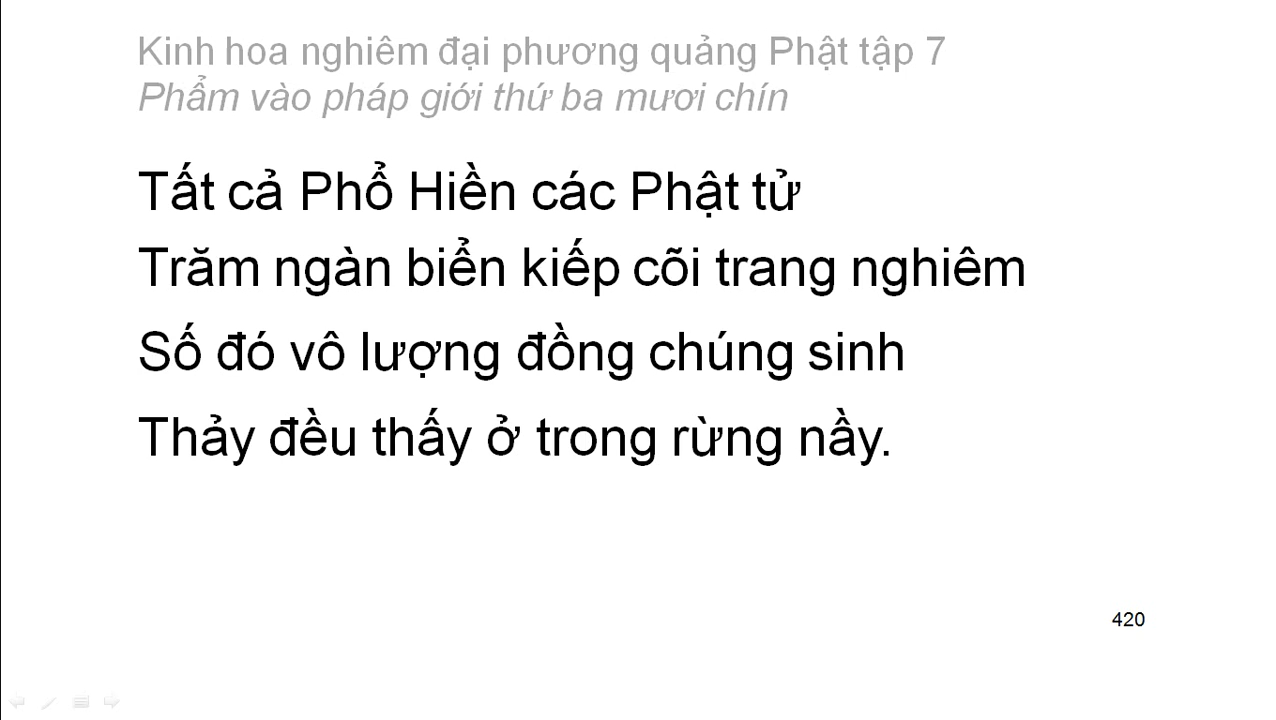 Kinh hoa nghiêm đại phương quảng Phật tập 7
Phẩm vào pháp giới thứ ba mươi chín
Tất cả Phổ Hiền các Phật tử
Trăm ngàn biển kiếp cõi trang nghiêm
Số đó vô lượng đồng chúng sinh
Thảy đều thấy ở trong rừng nầy.
420